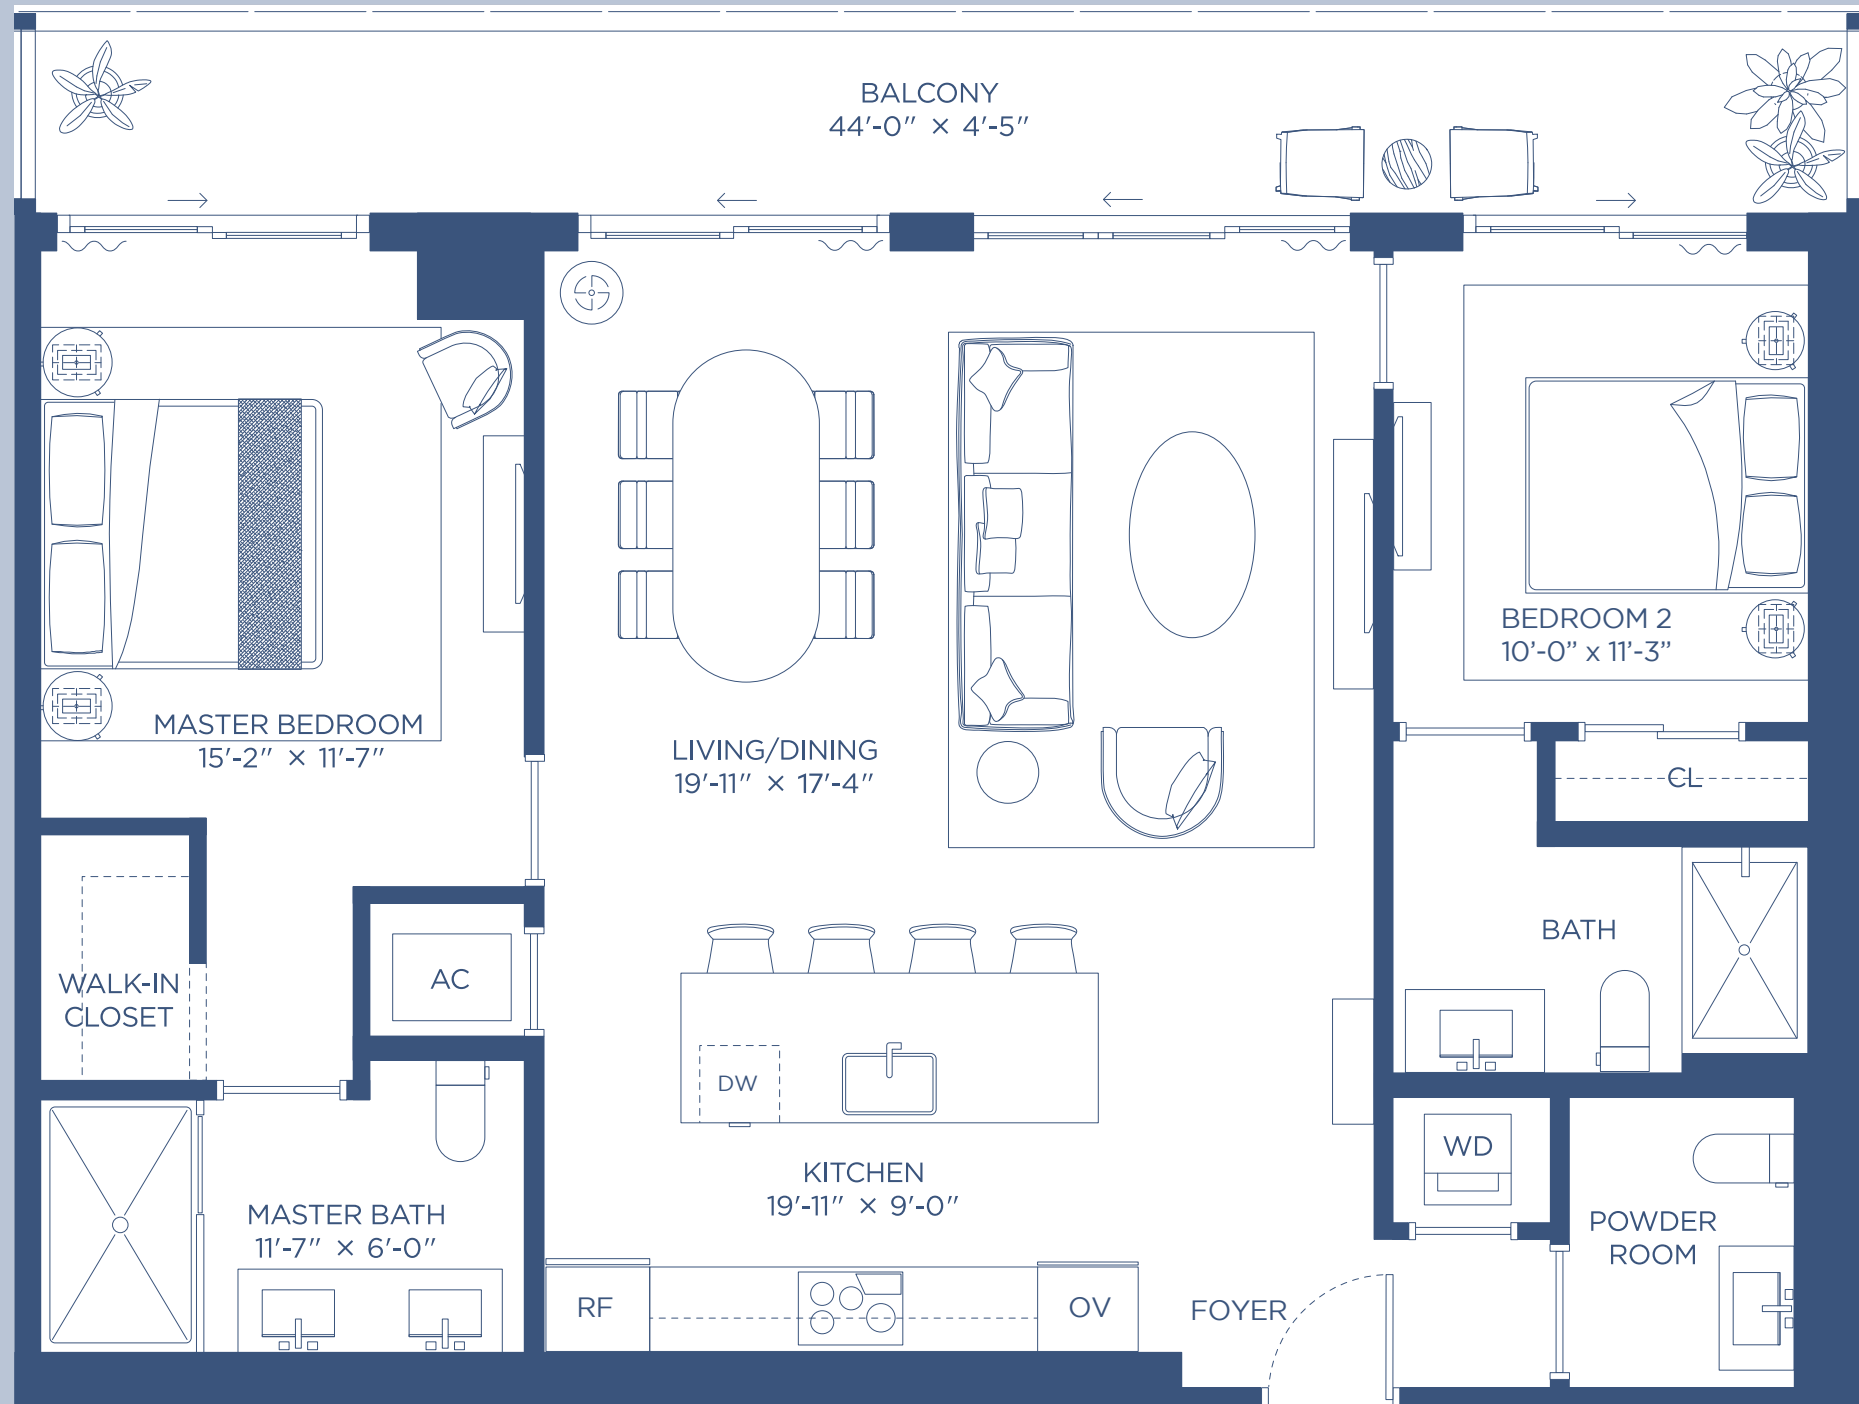 BALCONY
44'-0" × 4'-5"
BEDROOM 2
10'-0” x 11'-3”
MASTER BEDROOM
15'-2" × 11'-7"
LIVING/DINING
19'-11" × 17'-4"
CL
BATH
WALK-IN
CLOSET
AC
DW
WD
KITCHEN
19'-11" × 9'-0"
MASTER BATH
11'-7" × 6'-0"
POWDER
ROOM
RF
OV
FOYER